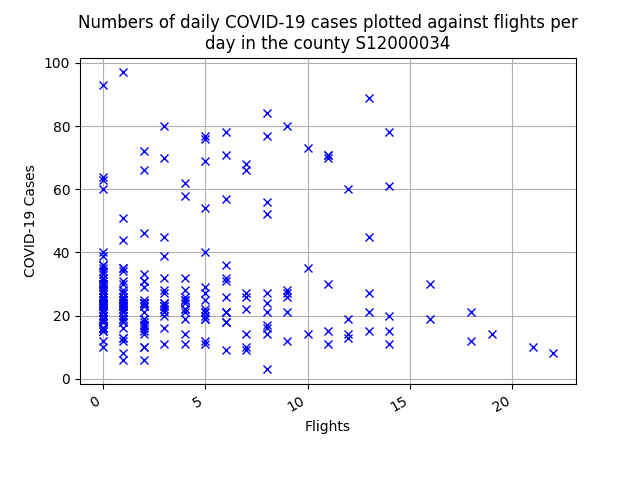 Numbers of daily COVID-19 cases plotted against flights per
day in the county S12000034
100
80
60
40
20
0
COVID-19 Cases
0
5
10
15
20
Flights